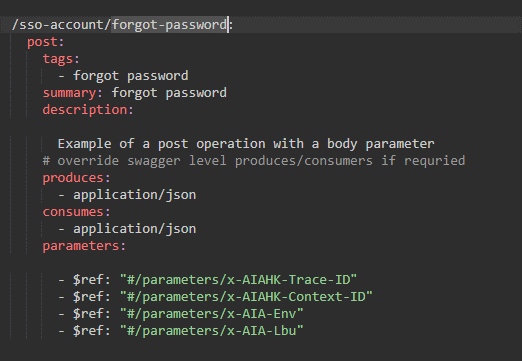 /sso-account/forgot-password:
post:
tags:
- forgot password
summary: forgot password
description:
Example of a post operation with a body parameter
# override swagger level produces/consumers if requried
produces:
- application/json
consumes:
- application/json
parameters:
- $ref: "#/parameters/x-AIAHK-Trace-ID"
- $ref: "#/parameters/x-AIAHK-Context-ID"
- $ref: "#/parameters/x-AIA-Env"
- $ref: "#/parameters/x-AIA-Lbu"